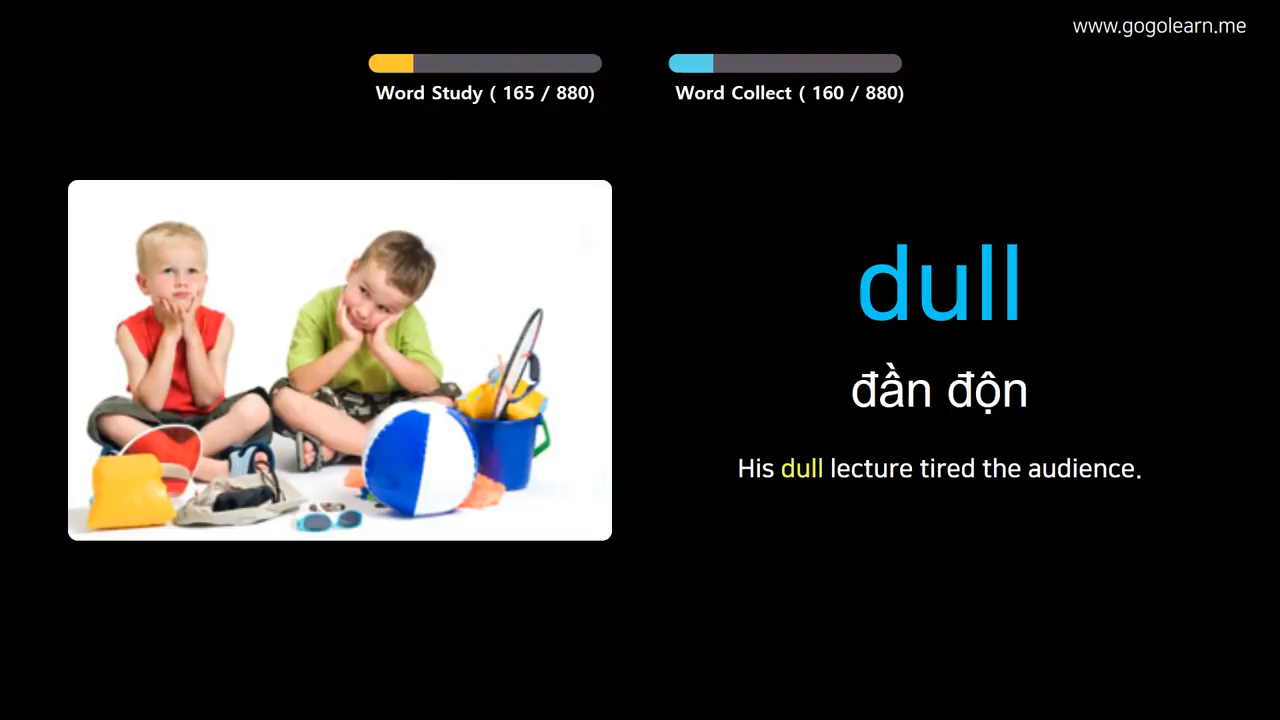 www.gogolearn.me
Word Study ( 165 / 880)
Word Collect ( 160 / 880)
dull
đần độn
His dull lecture tired the audience.